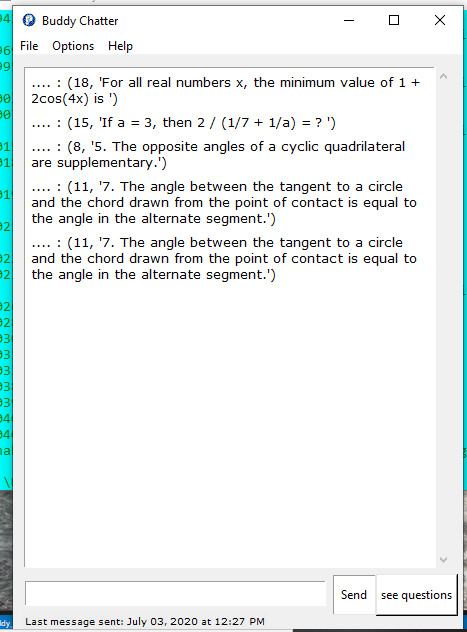 Buddy Chatter
File Options Help
.... : (18, 'For all real numbers x, the minimum value of 1 +
2cos(4x) is ')
.... : (15, 'If a = 3, then 2 / (1/7 + 1/a) = ? ')
.... : (8, '5. The opposite angles of a cyclic quadrilateral
are supplementary.')
.... : (11, '7. The angle between the tangent to a circle
and the chord drawn from the point of contact is equal to
the angle in the alternate segment.')
.... : (11, '7. The angle between the tangent to a circle
and the chord drawn from the point of contact is equal to
the angle in the alternate segment.')
Send see questions
Last message sent: July 03, 2020 at 12:27 PM